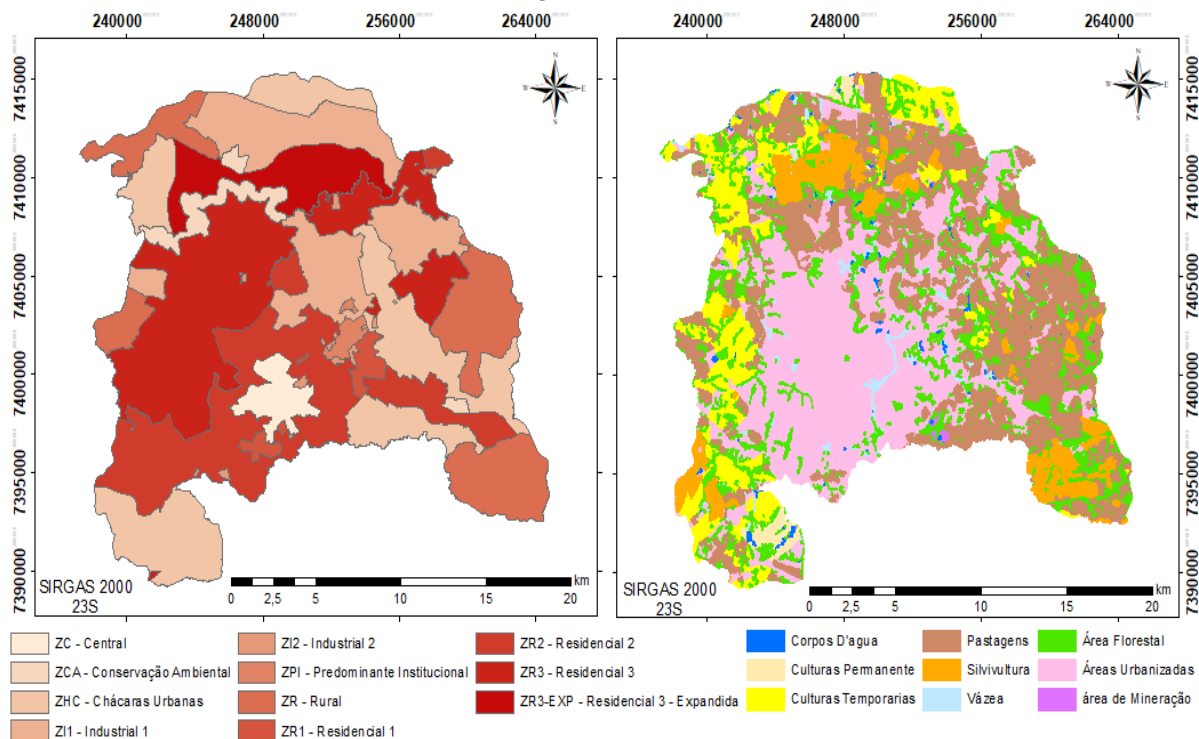 240000 248000 256000 264000
240000 248000 256000 264000
N
W E
S
N
W E
S
7415000
7410000
7405000
7400000
7395000
7390000
7415000
7410000
7405000
7400000
7395000
7390000
SIRGAS 2000
23S
km
0 2,5 5 10 15 20
SIRGAS 2000
23S
km
0 2,5 5 10 15 20
ZC - Central
ZCA - Conservação Ambiental
ZHC - Chácaras Urbanas
ZI1 - Industrial 1
ZI2 - Industrial 2
ZPI - Predominante Institucional
ZR - Rural
ZR1 - Residencial 1
ZR2 - Residencial 2
ZR3 - Residencial 3
ZR3-EXP - Residencial 3 - Expandida
Corpos D'agua
Culturas Permanente
Culturas Temporarias
Pastagens
Silvivultura
Vázea
Área Florestal
Áreas Urbanizadas
área de Mineração